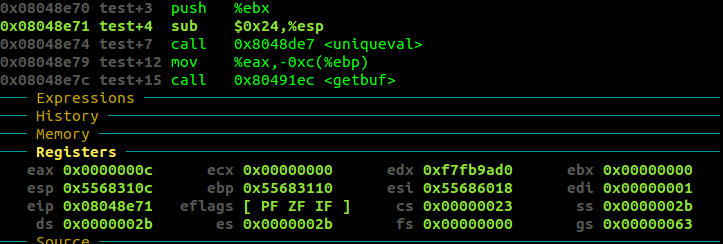 0x08048e70 test+3 push %ebx
0x08048e71 test+4 sub $0x24,%esp
0x08048e74 test+7 call 0x8048de7 <uniqueval>
0x08048e79 test+12 mov %eax,-0xc(%ebp)
0x08048e7c test+15 call 0x80491ec <getbuf>
Expressions
History
Memory
Registers
eax 0x0000000c ecx 0x00000000 edx 0xf7fb9ad0 ebx 0x00000000
esp 0x5568310c ebp 0x55683110 esi 0x55686018 edi 0x00000001
eip 0x08048e71 eflags [ PF ZF IF ] cs 0x00000023 ss 0x0000002b
ds 0x0000002b es 0x0000002b fs 0x00000000 gs 0x00000063
Source